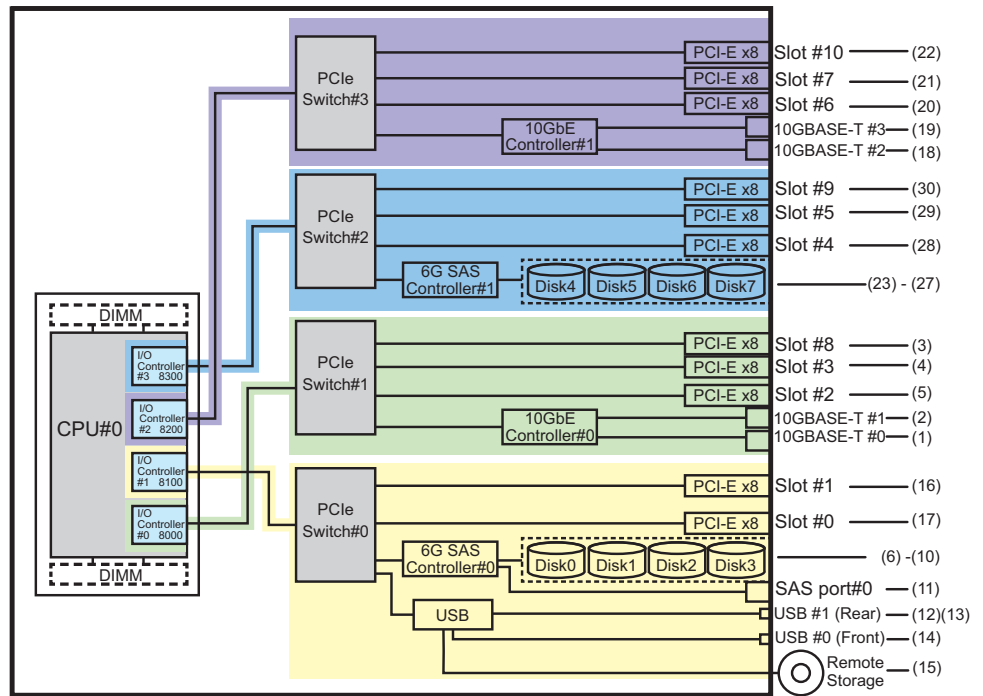 PCIe
Switch#3
PCI-E x8 Slot #10 (22)
PCI-E x8 Slot #7 (21)
PCI-E x8 Slot #6 (20)
10GbE
Controller#1
10GBASE-T #3 (19)
10GBASE-T #2 (18)
PCIe
Switch#2
PCI-E x8 Slot #9 (30)
PCI-E x8 Slot #5 (29)
PCI-E x8 Slot #4 (28)
6G SAS
Controller#1
Disk4 Disk5 Disk6 Disk7 (23) - (27)
PCIe
Switch#1
PCI-E x8 Slot #8 (3)
PCI-E x8 Slot #3 (4)
PCI-E x8 Slot #2 (5)
10GbE
Controller#0
10GBASE-T #1 (2)
10GBASE-T #0 (1)
DIMM
CPU#0
I/O
Controller
#3 8300
I/O
Controller
#2 8200
I/O
Controller
#1 8100
I/O
Controller
#0 8000
DIMM
PCIe
Switch#0
PCI-E x8 Slot #1 (16)
PCI-E x8 Slot #0 (17)
6G SAS
Controller#0
Disk0 Disk1 Disk2 Disk3 (6) -(10)
SAS port#0 (11)
USB
USB #1 (Rear) (12)(13)
USB #0 (Front) (14)
Remote
Storage
(15)